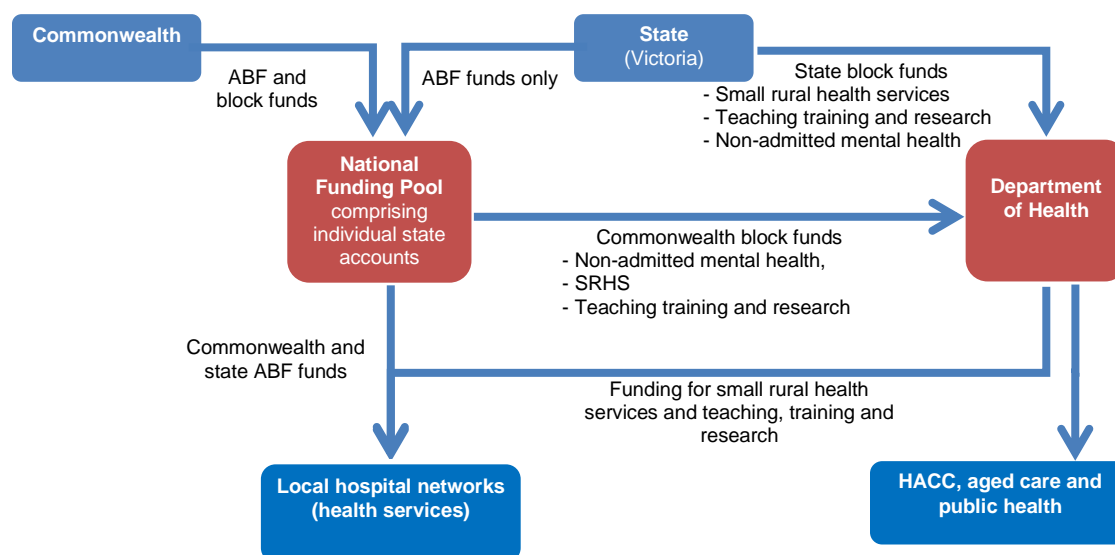 Commonwealth
State
(Victoria)
ABF and
block funds
ABF funds only
State block funds
- Small rural health services
- Teaching training and research
- Non-admitted mental health
National
Funding Pool
comprising
individual state
accounts
Department
of Health
Commonwealth block funds
- Non-admitted mental health,
- SRHS
- Teaching training and research
Commonwealth and
state ABF funds
Funding for small rural health
services and teaching, training and
research
Local hospital networks
(health services)
HACC, aged care and
public health